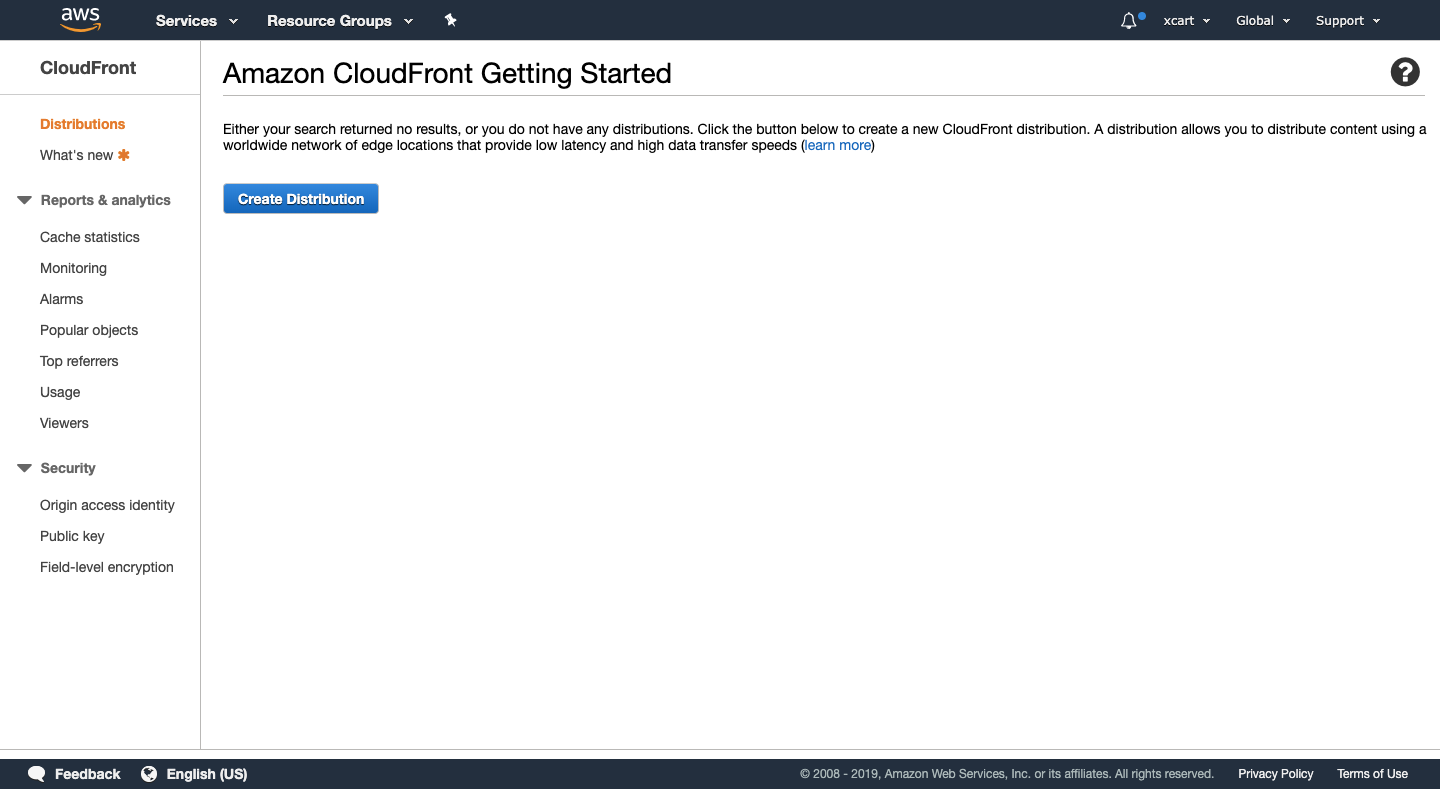 aws
Services
Resource Groups
xcart
Global
Support
CloudFront
Distributions
What's new
Reports & analytics
Cache statistics
Monitoring
Alarms
Popular objects
Top referrers
Usage
Viewers
Security
Origin access identity
Public key
Field-level encryption
Amazon CloudFront Getting Started
?
Either your search returned no results, or you do not have any distributions. Click the button below to create a new CloudFront distribution. A distribution allows you to distribute content using a
worldwide network of edge locations that provide low latency and high data transfer speeds (learn more)
Create Distribution
Feedback
English (US)
© 2008 - 2019, Amazon Web Services, Inc. or its affiliates. All rights reserved.
Privacy Policy
Terms of Use